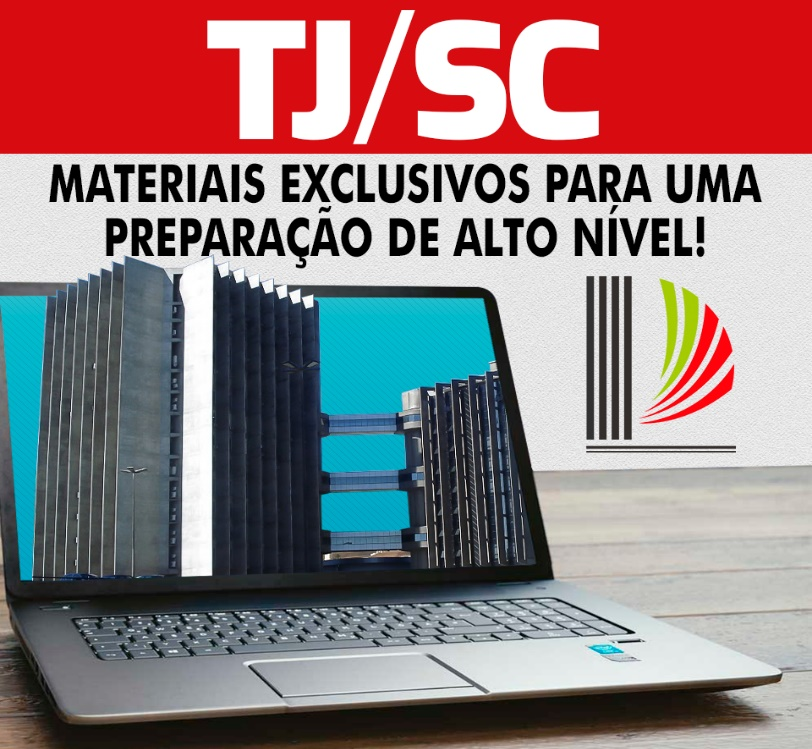 TJ/SC
MATERIAIS EXCLUSIVOS PARA UMA
PREPARAÇÃO DE ALTO NÍVEL!